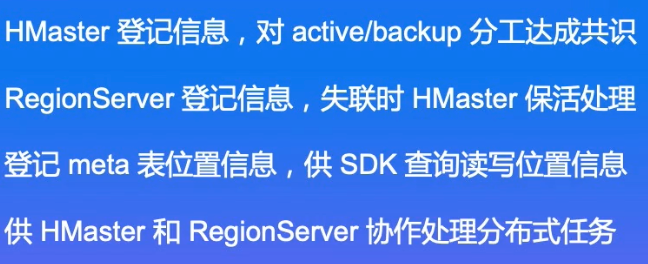 HMaster 登记信息，对 active/backup 分工达成共识
RegionServer 登记信息，失联时 HMaster 保活处理
登记 meta 表位置信息，供 SDK 查询读写位置信息
供 HMaster 和 RegionServer 协作处理分布式任务